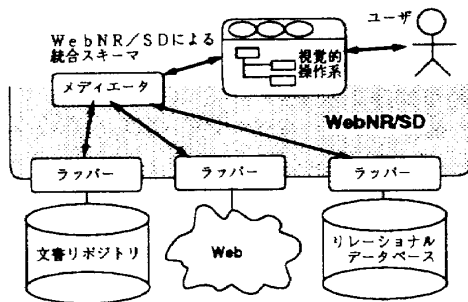 WebNR／SDによる
統合スキーマ
ユーザ
視覚的
操作系
メディエータ
WebNR/SD
ラッパー
ラッパー
ラッパー
文書リポジトリ
Web
リレーショナル
データベース